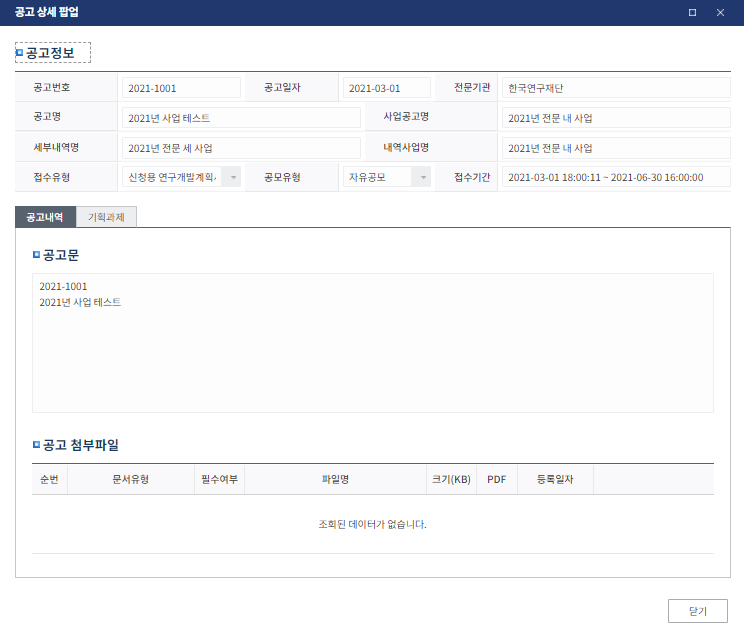 공고 상세 팝업
공고정보
공고번호 2021-1001 공고일자 2021-03-01 전문기관 한국연구재단
공고명 2021년 사업 테스트 사업공고명 2021년 전문 내 사업
세부내역명 2021년 전문 세 사업 내역사업명 2021년 전문 내 사업
접수유형 신청용 연구개발계획 공모유형 자유공모 접수기간 2021-03-01 18:00:11 ~ 2021-06-30 16:00:00
공고내역 기획과제
공고문
2021-1001
2021년 사업 테스트
공고 첨부파일
순번 문서유형 필수여부 파일명 크기(KB) PDF 등록일자
조회된 데이터가 없습니다.
닫기